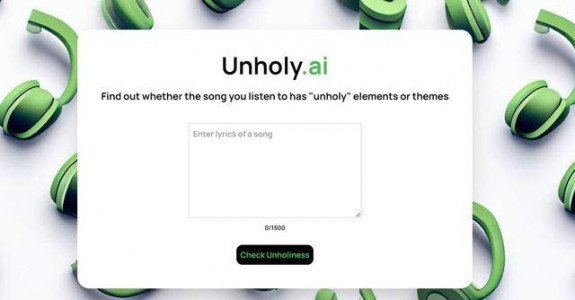 Unholy.ai
Find out whether the song you listen to has "unholy" elements or themes
Enter lyrics of a song
0/1500
Check Unholiness